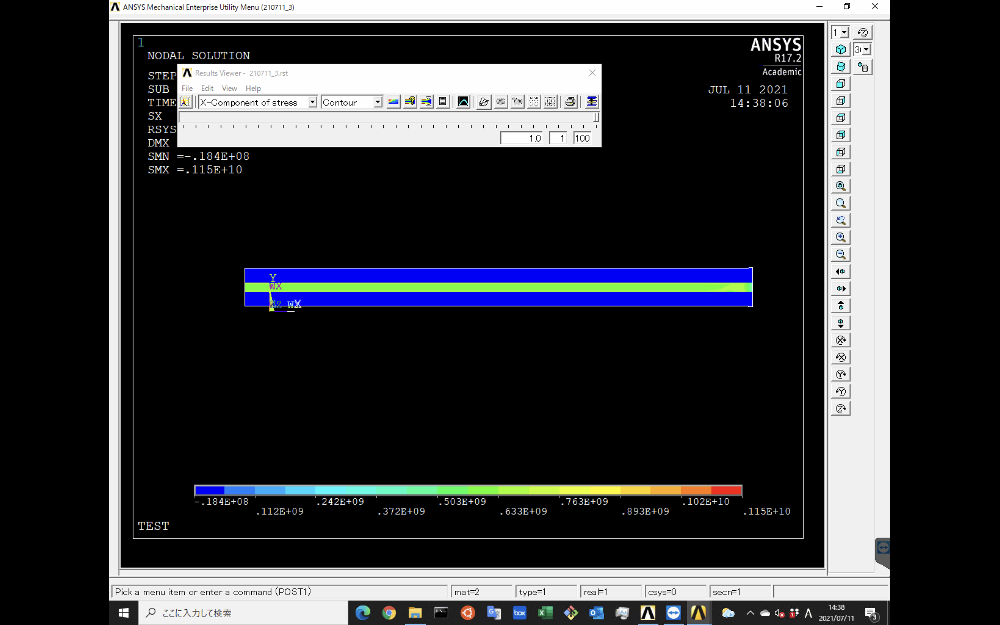 ANSYS Mechanical Enterprise Utility Menu (210711_3)
1
NODAL SOLUTION
ANSYS
R17.2
Academic
JUL 11 2021
14:38:06
STEP
SUB
TIME
SX
RSYS
DMX
SMN =-.184E+08
SMX =.115E+10
Results Viewer - 210711_3.rst
File Edit View Help
X-Component of stress Contour
1.0 1 100
1
Y
WX
Z WX
-.184E+08 .242E+09 .503E+09 .763E+09 .102E+10
.112E+09 .372E+09 .633E+09 .893E+09 .115E+10
TEST
Pick a menu item or enter a command (POST1) mat=2 type=1 real=1 csys=0 secn=1
ここに入力して検索
box
A
14:38
2021/07/11
3